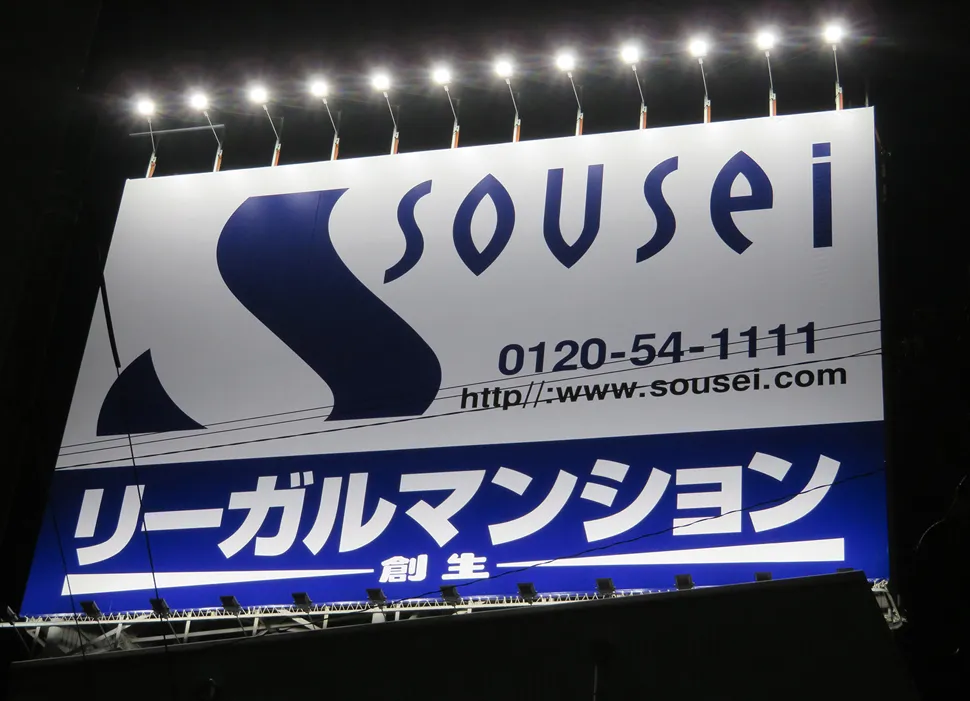 sousei
0120-54-1111
http//:www.sousei.com
リーガルマンション
創生